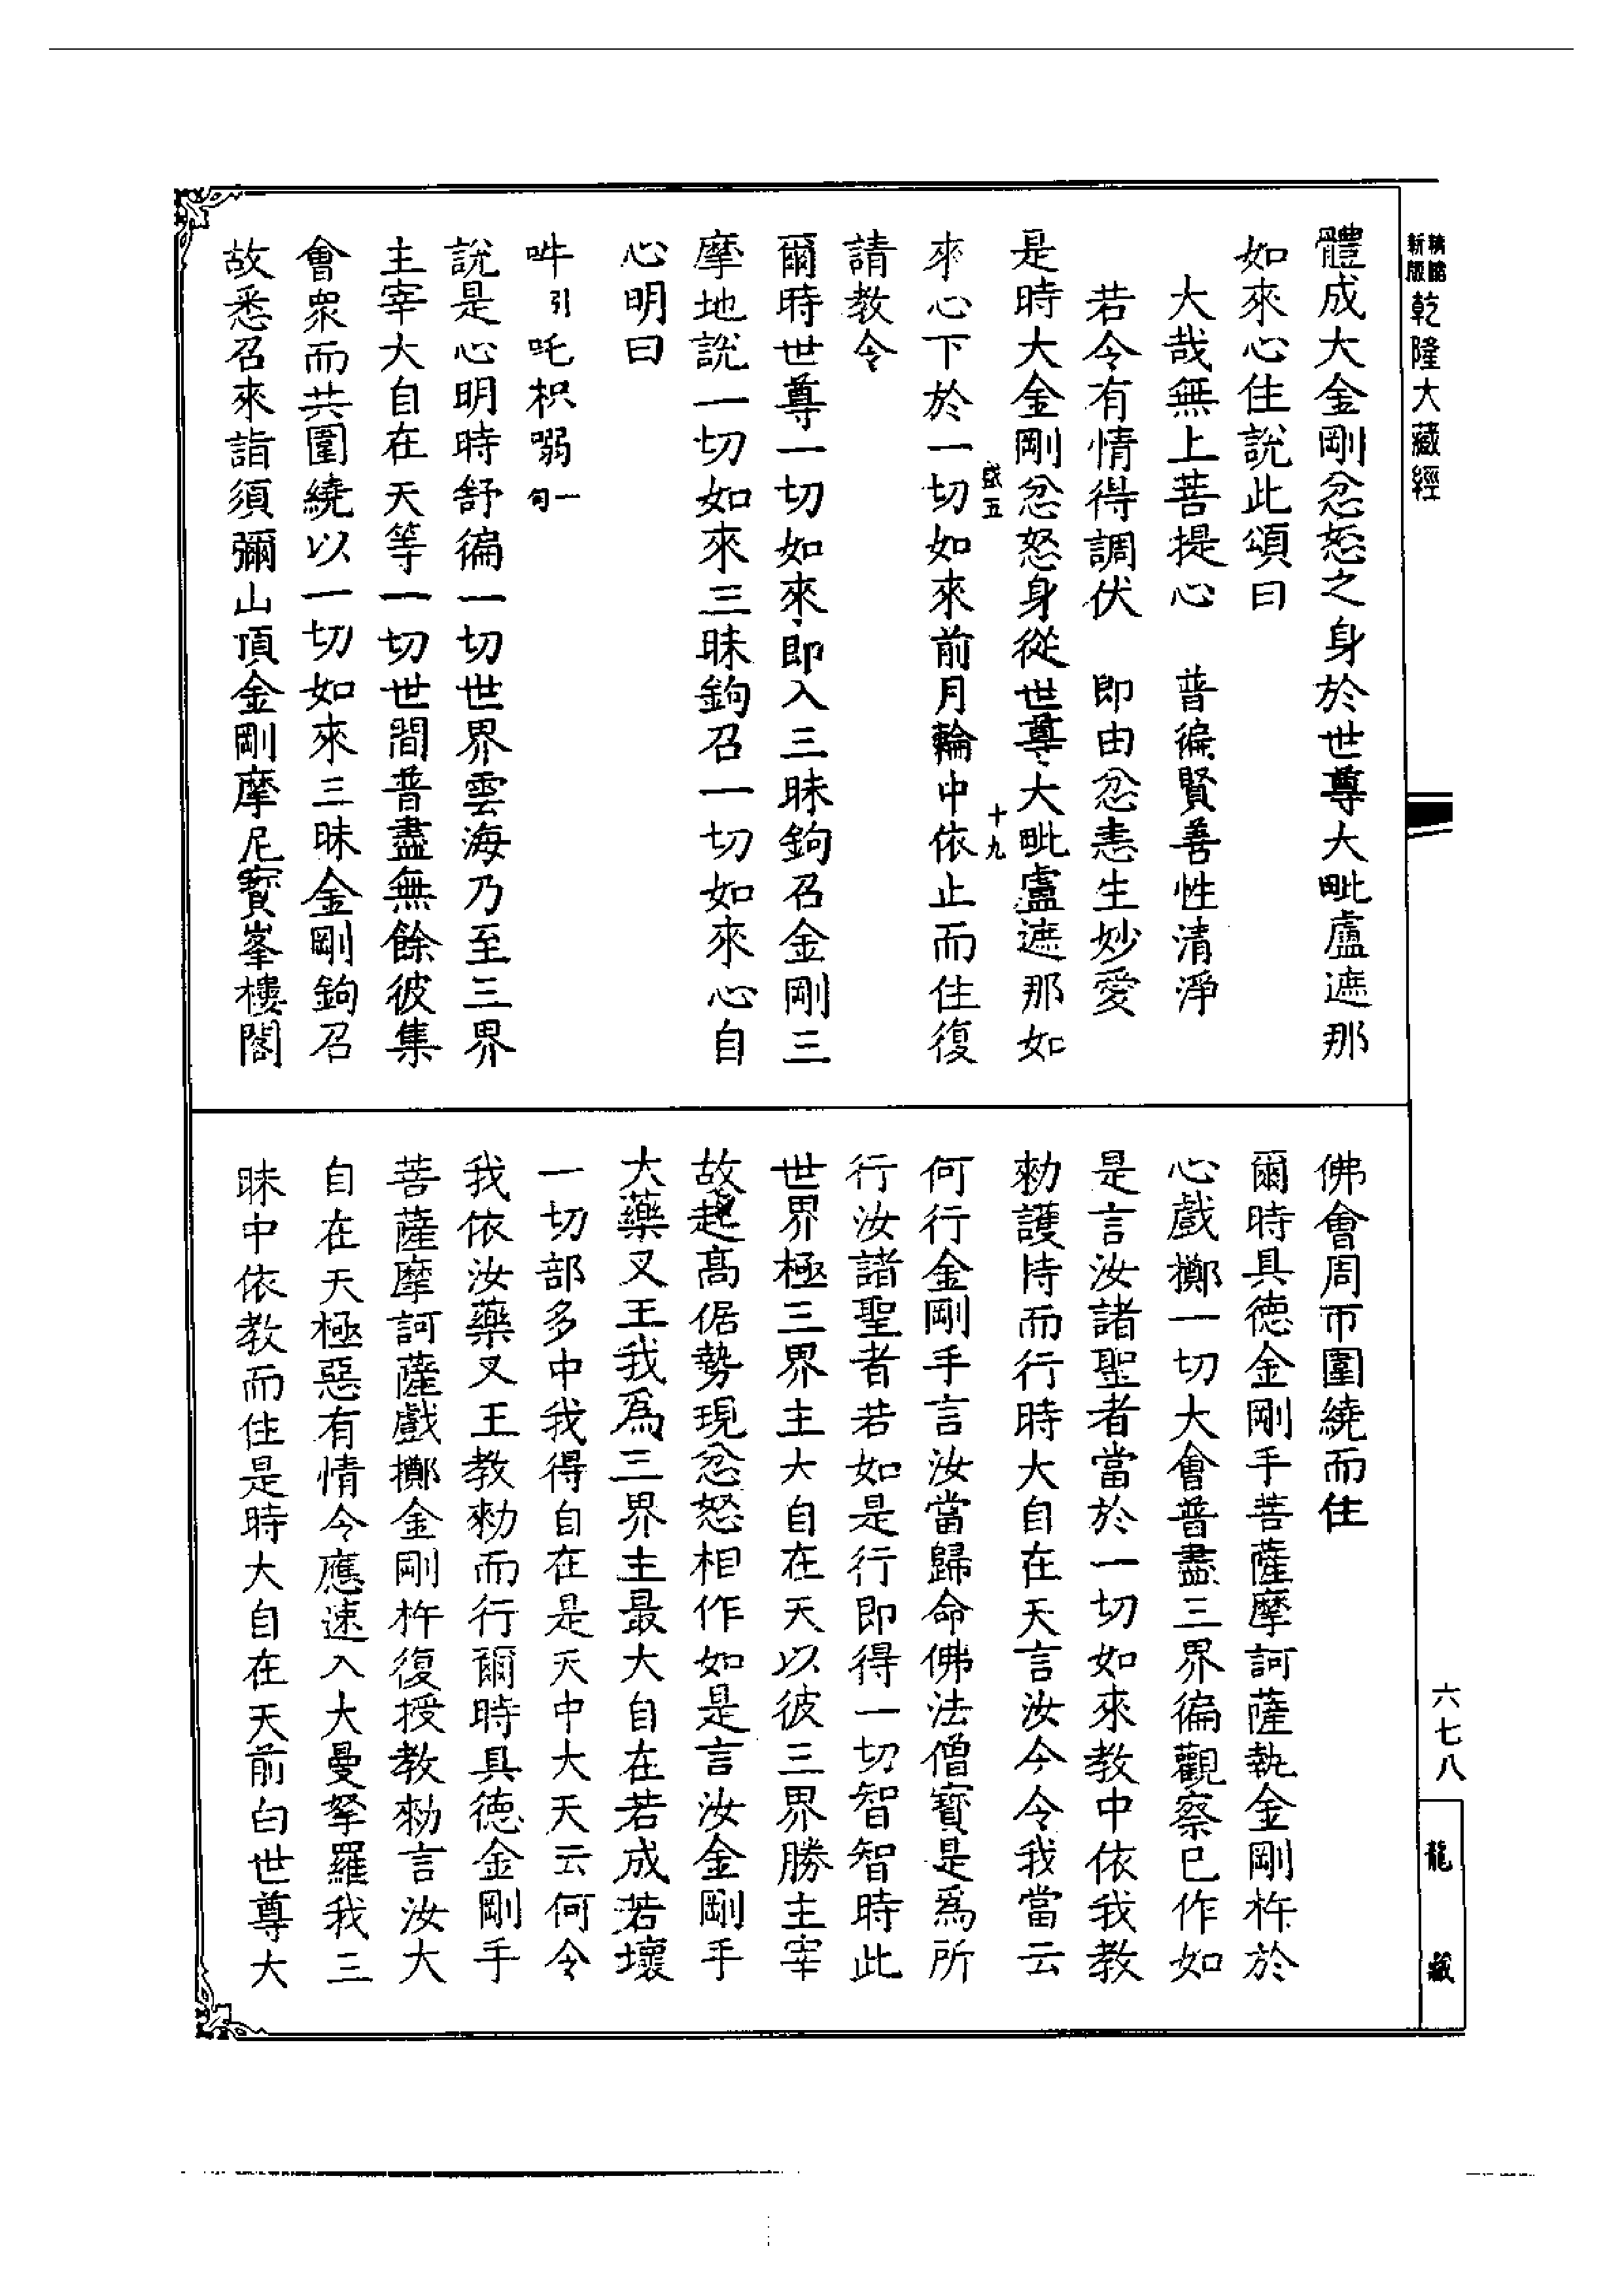 新版
乾隆大藏經
體成大金剛忿怒之身於世尊大毗盧遮那
如來心住說此頌曰
大哉無上菩提心　普徧賢善性清淨
若令有情得調伏　即由忿恚生妙愛
是時大金剛忿怒身從世尊大毗盧遮那如
盛五　十九
來心下於一切如來前月輪中依止而住復
請教令
爾時世尊一切如來即入三昧鉤召金剛三
摩地說一切如來三昧鉤召一切如來心自
心明曰
吽引吒枳嚩一句
說是心明時舒徧一切世界雲海乃至三界
主宰大自在天等一切世間普盡無餘彼集
會眾而共圍繞以一切如來三昧金剛鉤召
故悉召來詣須彌山頂金剛摩尼寶峯樓閣
佛會周帀圍繞而住
爾時具德金剛手菩薩摩訶薩執金剛杵於
心戲擲一切大會普盡三界徧觀察已作如
是言汝諸聖者當於一切如來教中依我教
勑護持而行時大自在天言汝今令我當云
何行金剛手言汝當歸命佛法僧寶是爲所
行汝諸聖者若如是行即得一切智智時此
世界極三界主大自在天以彼三界勝主宰
故起高倨勢現忿怒相作如是言汝金剛手
大藥叉王我爲三界主最大自在若成若壞
一切部多中我得自在是天中大天云何令
我依汝藥叉王教勑而行爾時具德金剛手
菩薩摩訶薩戲擲金剛杵復授教勑言汝大
自在天極惡有情今應速入大曼拏羅我三
昧中依教而住是時大自在天前白世尊大
六七八
龍藏